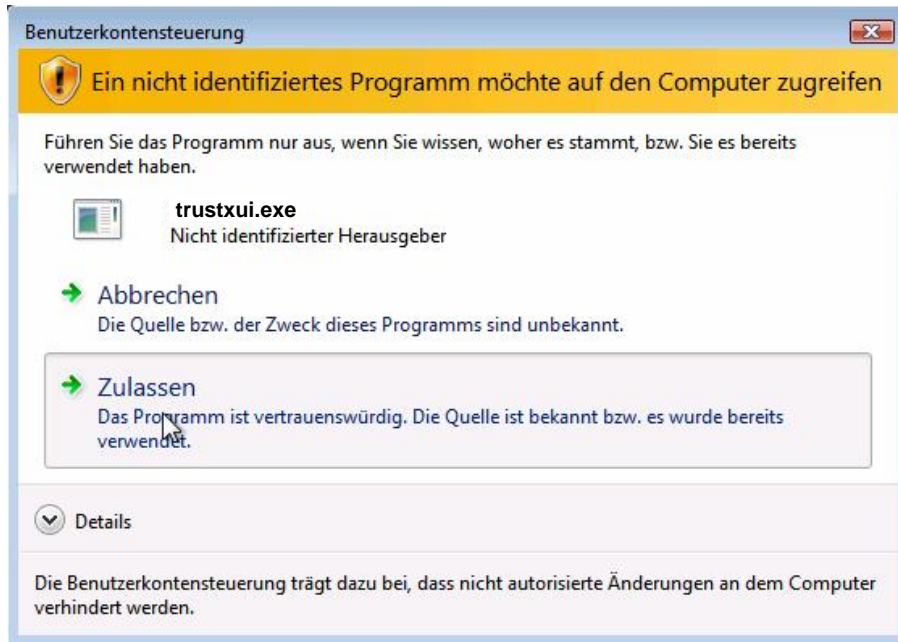 Benutzerkontensteuerung
Ein nicht identifiziertes Programm möchte auf den Computer zugreifen
Führen Sie das Programm nur aus, wenn Sie wissen, woher es stammt, bzw. Sie es bereits
verwendet haben.
trustxui.exe
Nicht identifizierter Herausgeber
Abbrechen
Die Quelle bzw. der Zweck dieses Programms sind unbekannt.
Zulassen
Das Programm ist vertrauenswürdig. Die Quelle ist bekannt bzw. es wurde bereits
verwendet.
Details
Die Benutzerkontensteuerung trägt dazu bei, dass nicht autorisierte Änderungen an dem Computer
verhindert werden.